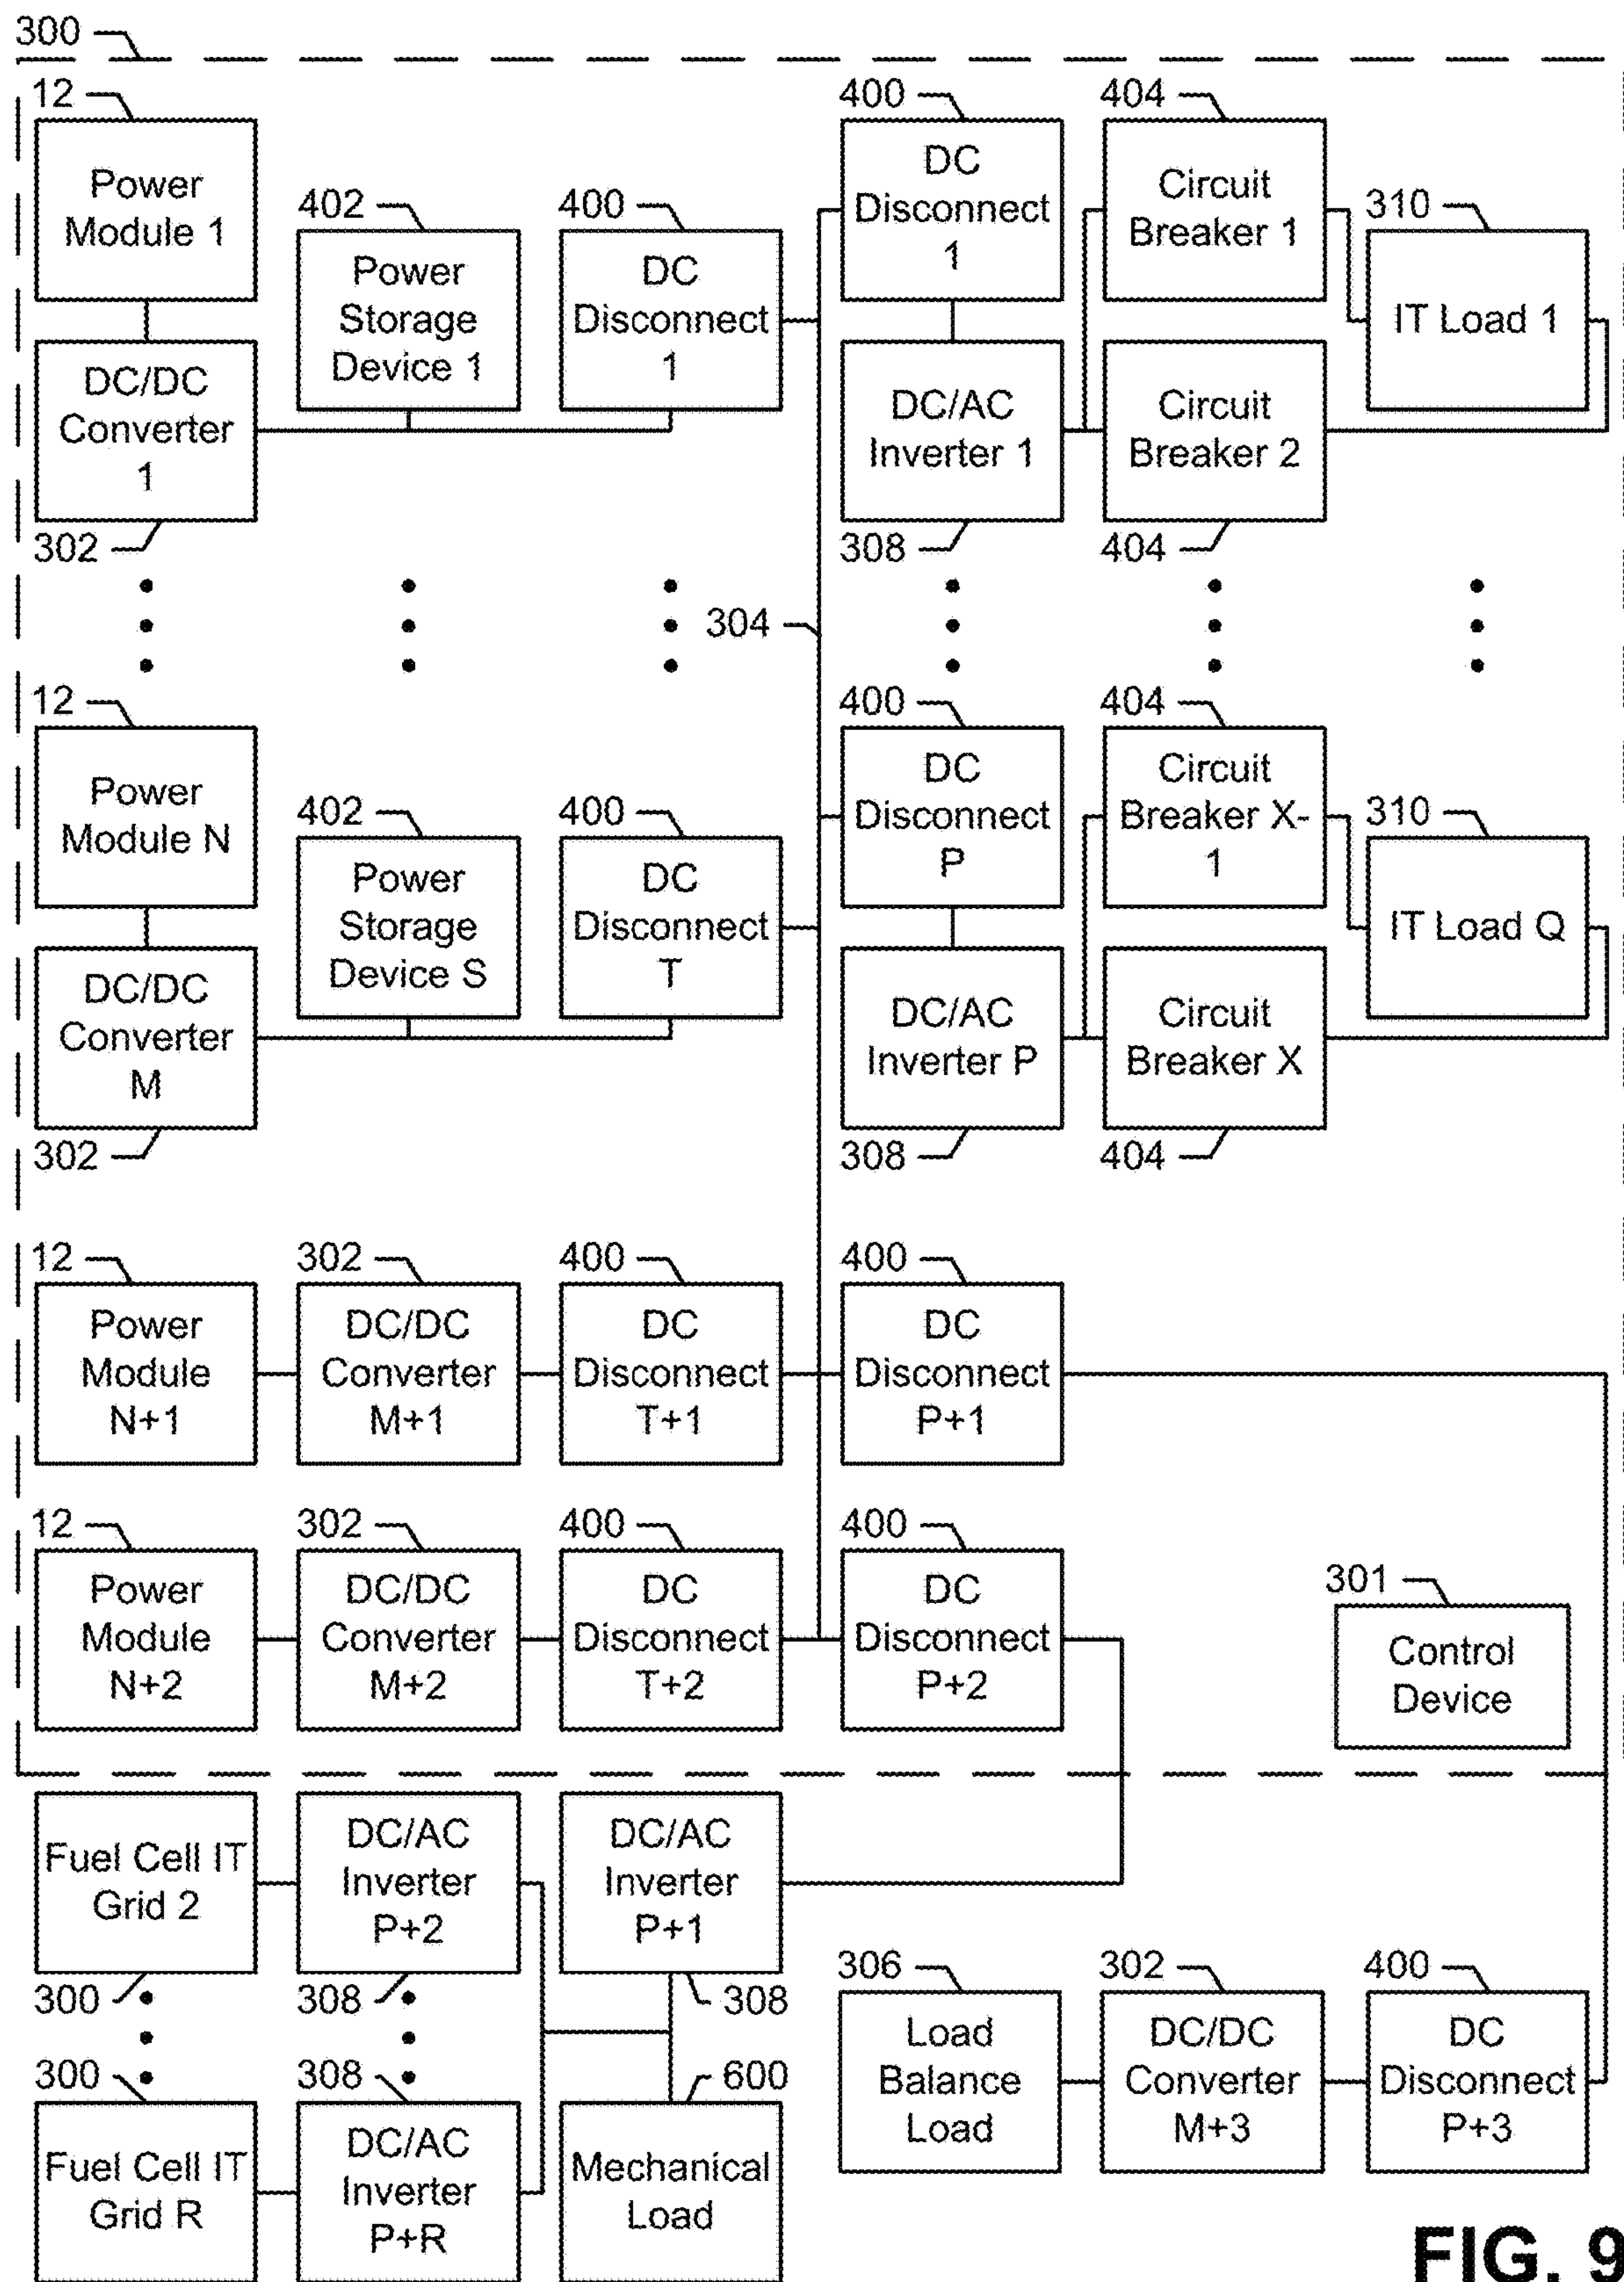 300
12
400
404
Power
Module 1
402
400
DC
Disconnect
1
Circuit
Breaker 1
310
Power
Storage
Device 1
DC
Disconnect
1
IT Load 1
DC/DC
Converter
1
DC/AC
Inverter 1
Circuit
Breaker 2
302
308
404
304
12
400
404
Power
Module N
402
400
DC
Disconnect
P
Circuit
Breaker X-
1
310
Power
Storage
Device S
DC
Disconnect
T
IT Load Q
DC/DC
Converter
M
DC/AC
Inverter P
Circuit
Breaker X
302
308
404
12
302
400
400
Power
Module
N+1
DC/DC
Converter
M+1
DC
Disconnect
T+1
DC
Disconnect
P+1
12
302
400
400
Power
Module
N+2
DC/DC
Converter
M+2
DC
Disconnect
T+2
DC
Disconnect
P+2
301
Control
Device
Fuel Cell IT
Grid 2
DC/AC
Inverter
P+2
DC/AC
Inverter
P+1
300
308
308
306
302
400
Load
Balance
Load
DC/DC
Converter
M+3
DC
Disconnect
P+3
300
308
600
Fuel Cell IT
Grid R
DC/AC
Inverter
P+R
Mechanical
Load
FIG. 9